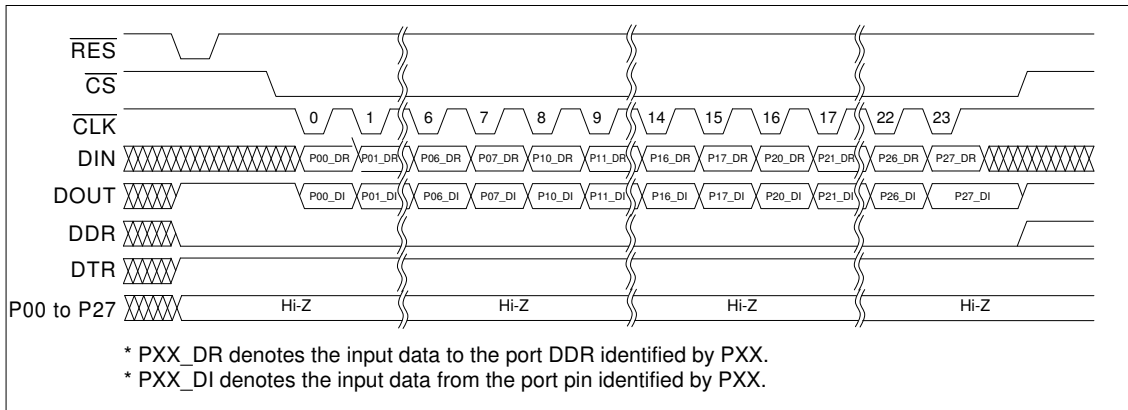 RES
CS
CLK 0 1 6 7 8 9 14 15 16 17 22 23
DIN P00_DR P01_DR P06_DR P07_DR P10_DR P11_DR P16_DR P17_DR P20_DR P21_DR P26_DR P27_DR
DOUT P00_DI P01_DI P06_DI P07_DI P10_DI P11_DI P16_DI P17_DI P20_DI P21_DI P26_DI P27_DI
DDR
DTR
P00 to P27 Hi-Z Hi-Z Hi-Z Hi-Z
* PXX_DR denotes the input data to the port DDR identified by PXX.
* PXX_DI denotes the input data from the port pin identified by PXX.